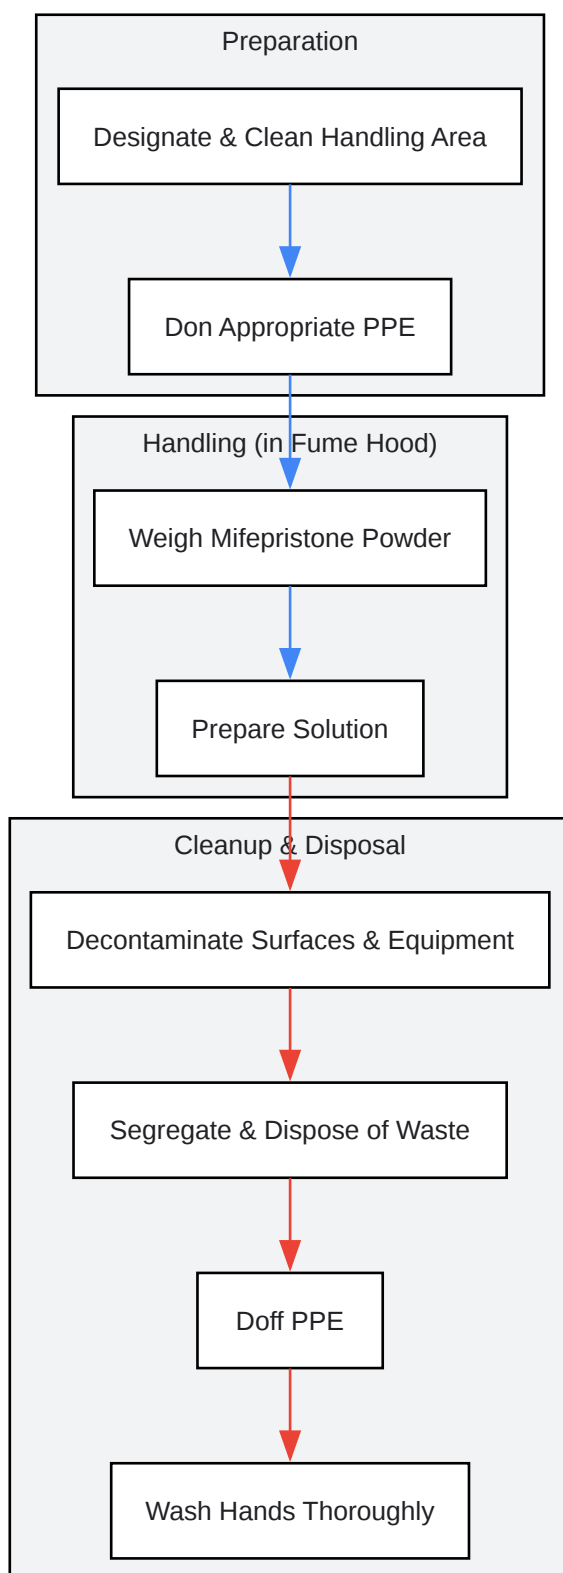 Preparation
Designate & Clean Handling Area
Don Appropriate PPE
Handling (in Fume Hood)
Weigh Mifepristone Powder
Prepare Solution
Cleanup & Disposal
Decontaminate Surfaces & Equipment
Segregate & Dispose of Waste
Doff PPE
Wash Hands Thoroughly